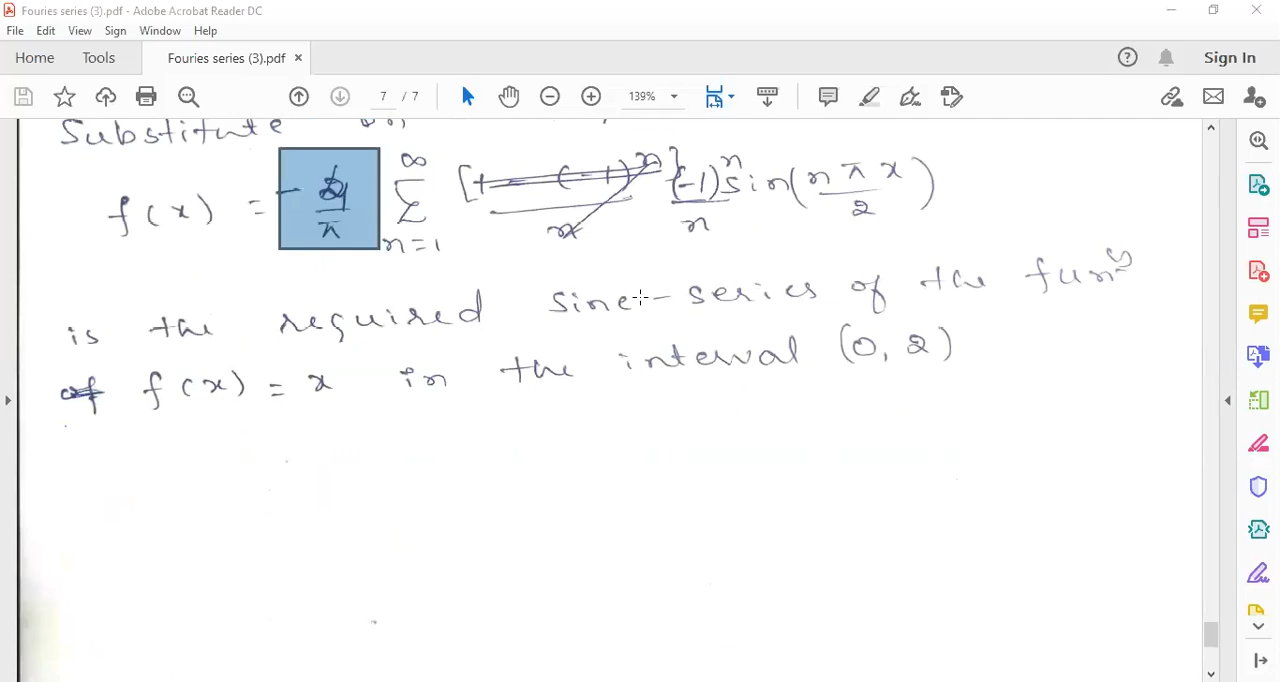 Fouries series (3).pdf - Adobe Acrobat Reader DC
File Edit View Sign Window Help
Home Tools Fouries series (3).pdf × Sign In
7 / 7 139%
Substitute
f(x) = - 4/π ∑ n=1 ∞ (-1)^n/n sin(nπx/2)
is the required sine-series of the funⁿ
f(x) = x in the interval (0, 2)